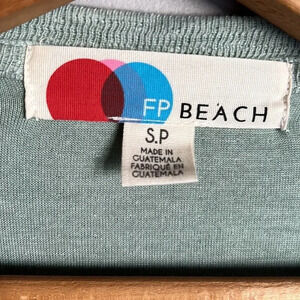 FP BEACH
S.P
MADE IN
GUATEMALA
FABRIQUÉ EN
GUATEMALA